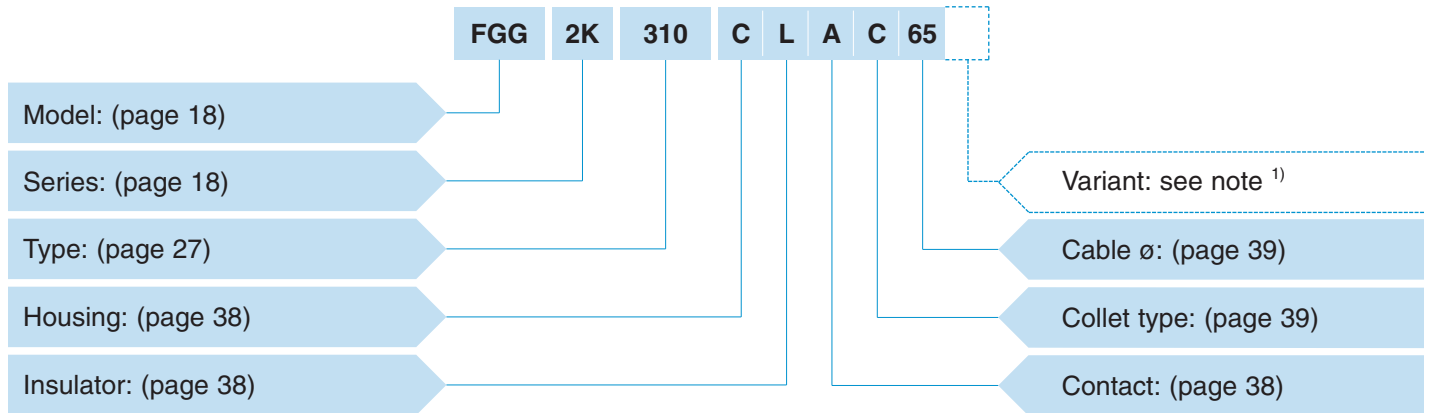 FGG 2K 310 C L A C 65
Model: (page 18)
Series: (page 18)
Variant: see note 1)
Type: (page 27)
Cable ø: (page 39)
Housing: (page 38)
Collet type: (page 39)
Insulator: (page 38)
Contact: (page 38)